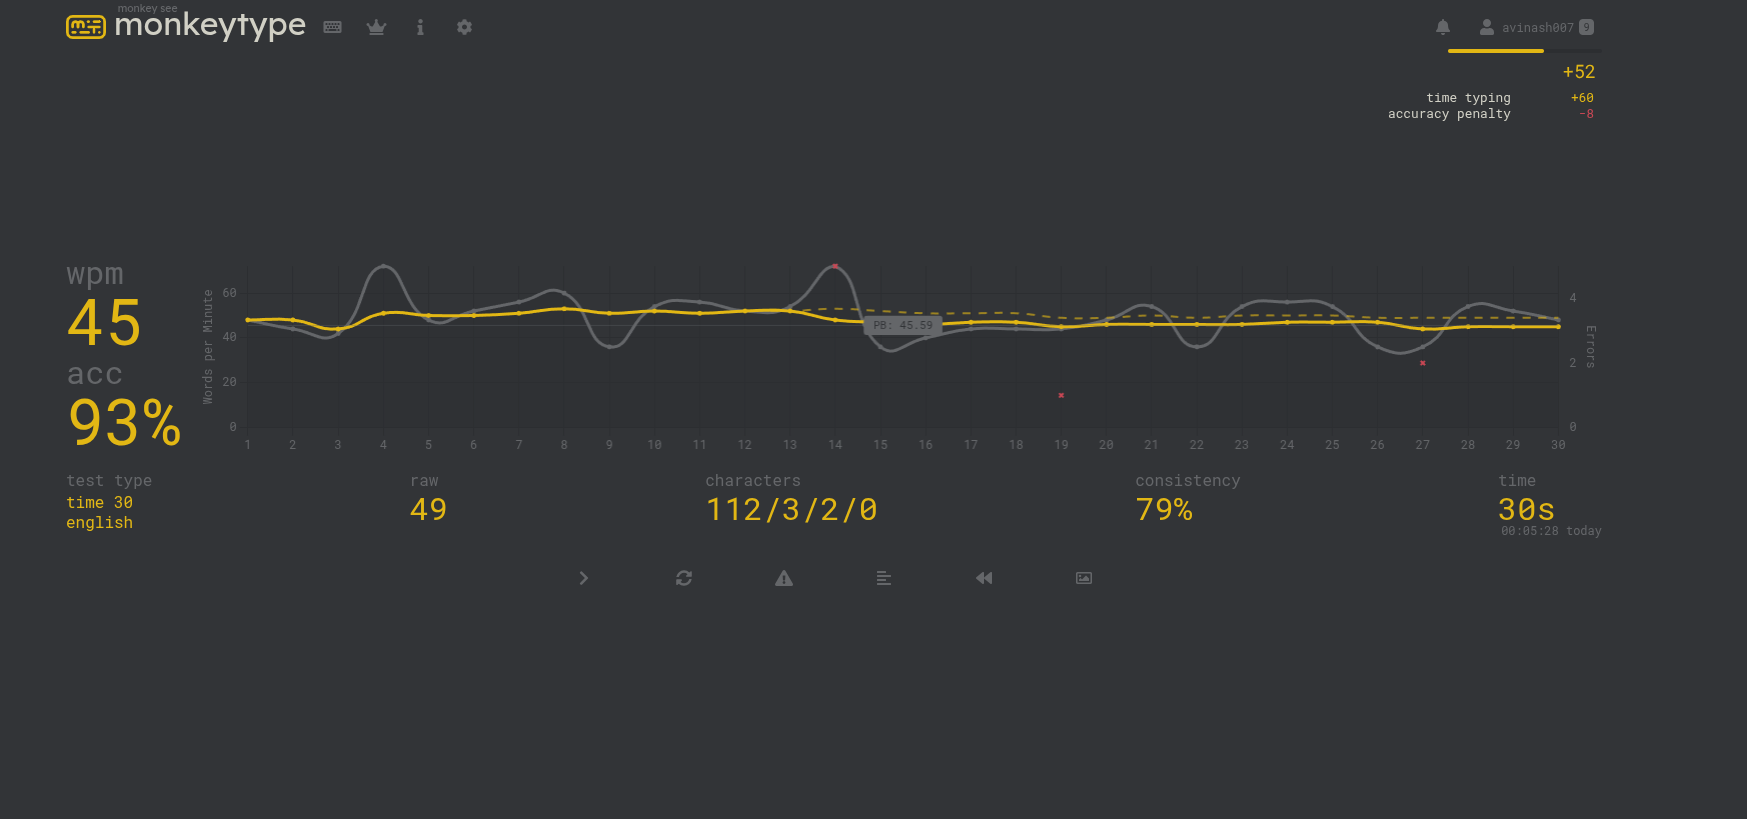 monkey see
monkeytype
avinash007 9
+52
time typing +60
accuracy penalty -8
wpm
45
acc
93%
Words per Minute
60
40
20
0
PB: 45.59
4
2
0
Errors
1 2 3 4 5 6 7 8 9 10 11 12 13 14 15 16 17 18 19 20 21 22 23 24 25 26 27 28 29 30
test type
time 30
english
raw
49
characters
112/3/2/0
consistency
79%
time
30s
00:05:28 today